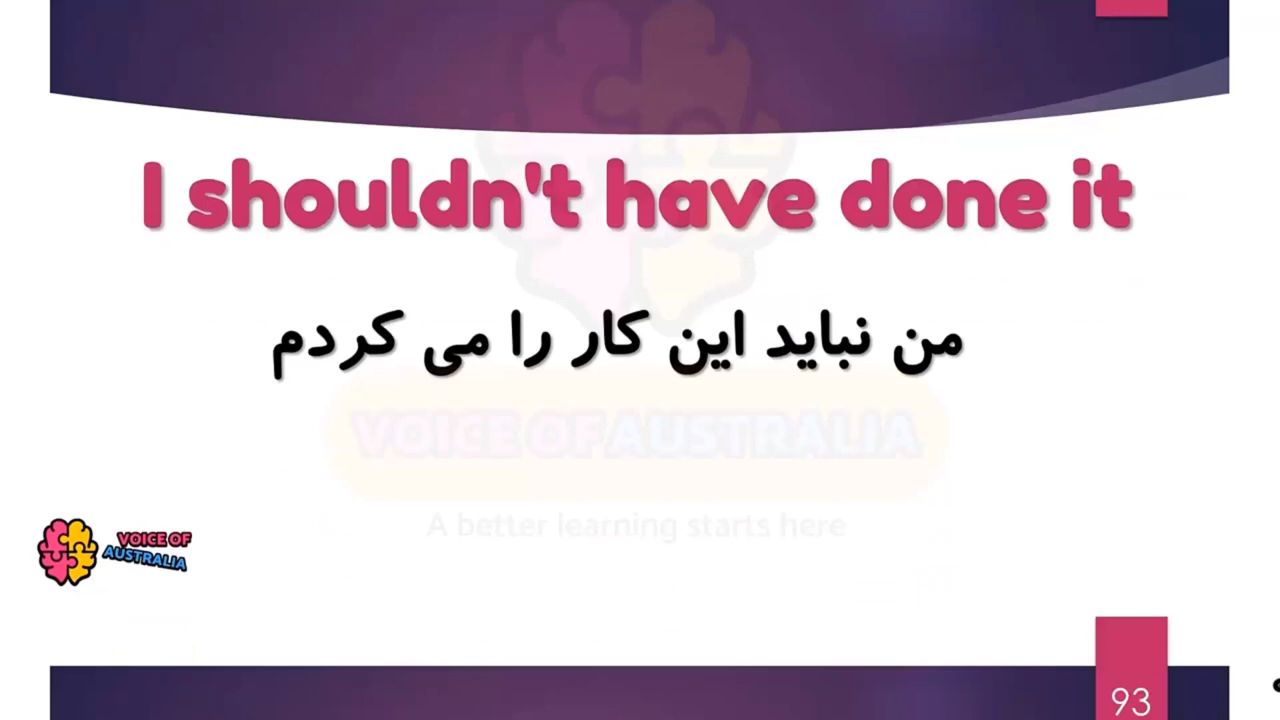 I shouldn't have done it
من نباید این کار را می کردم
VOICE OF AUSTRALIA
A better learning starts here
VOICE OF
AUSTRALIA
93